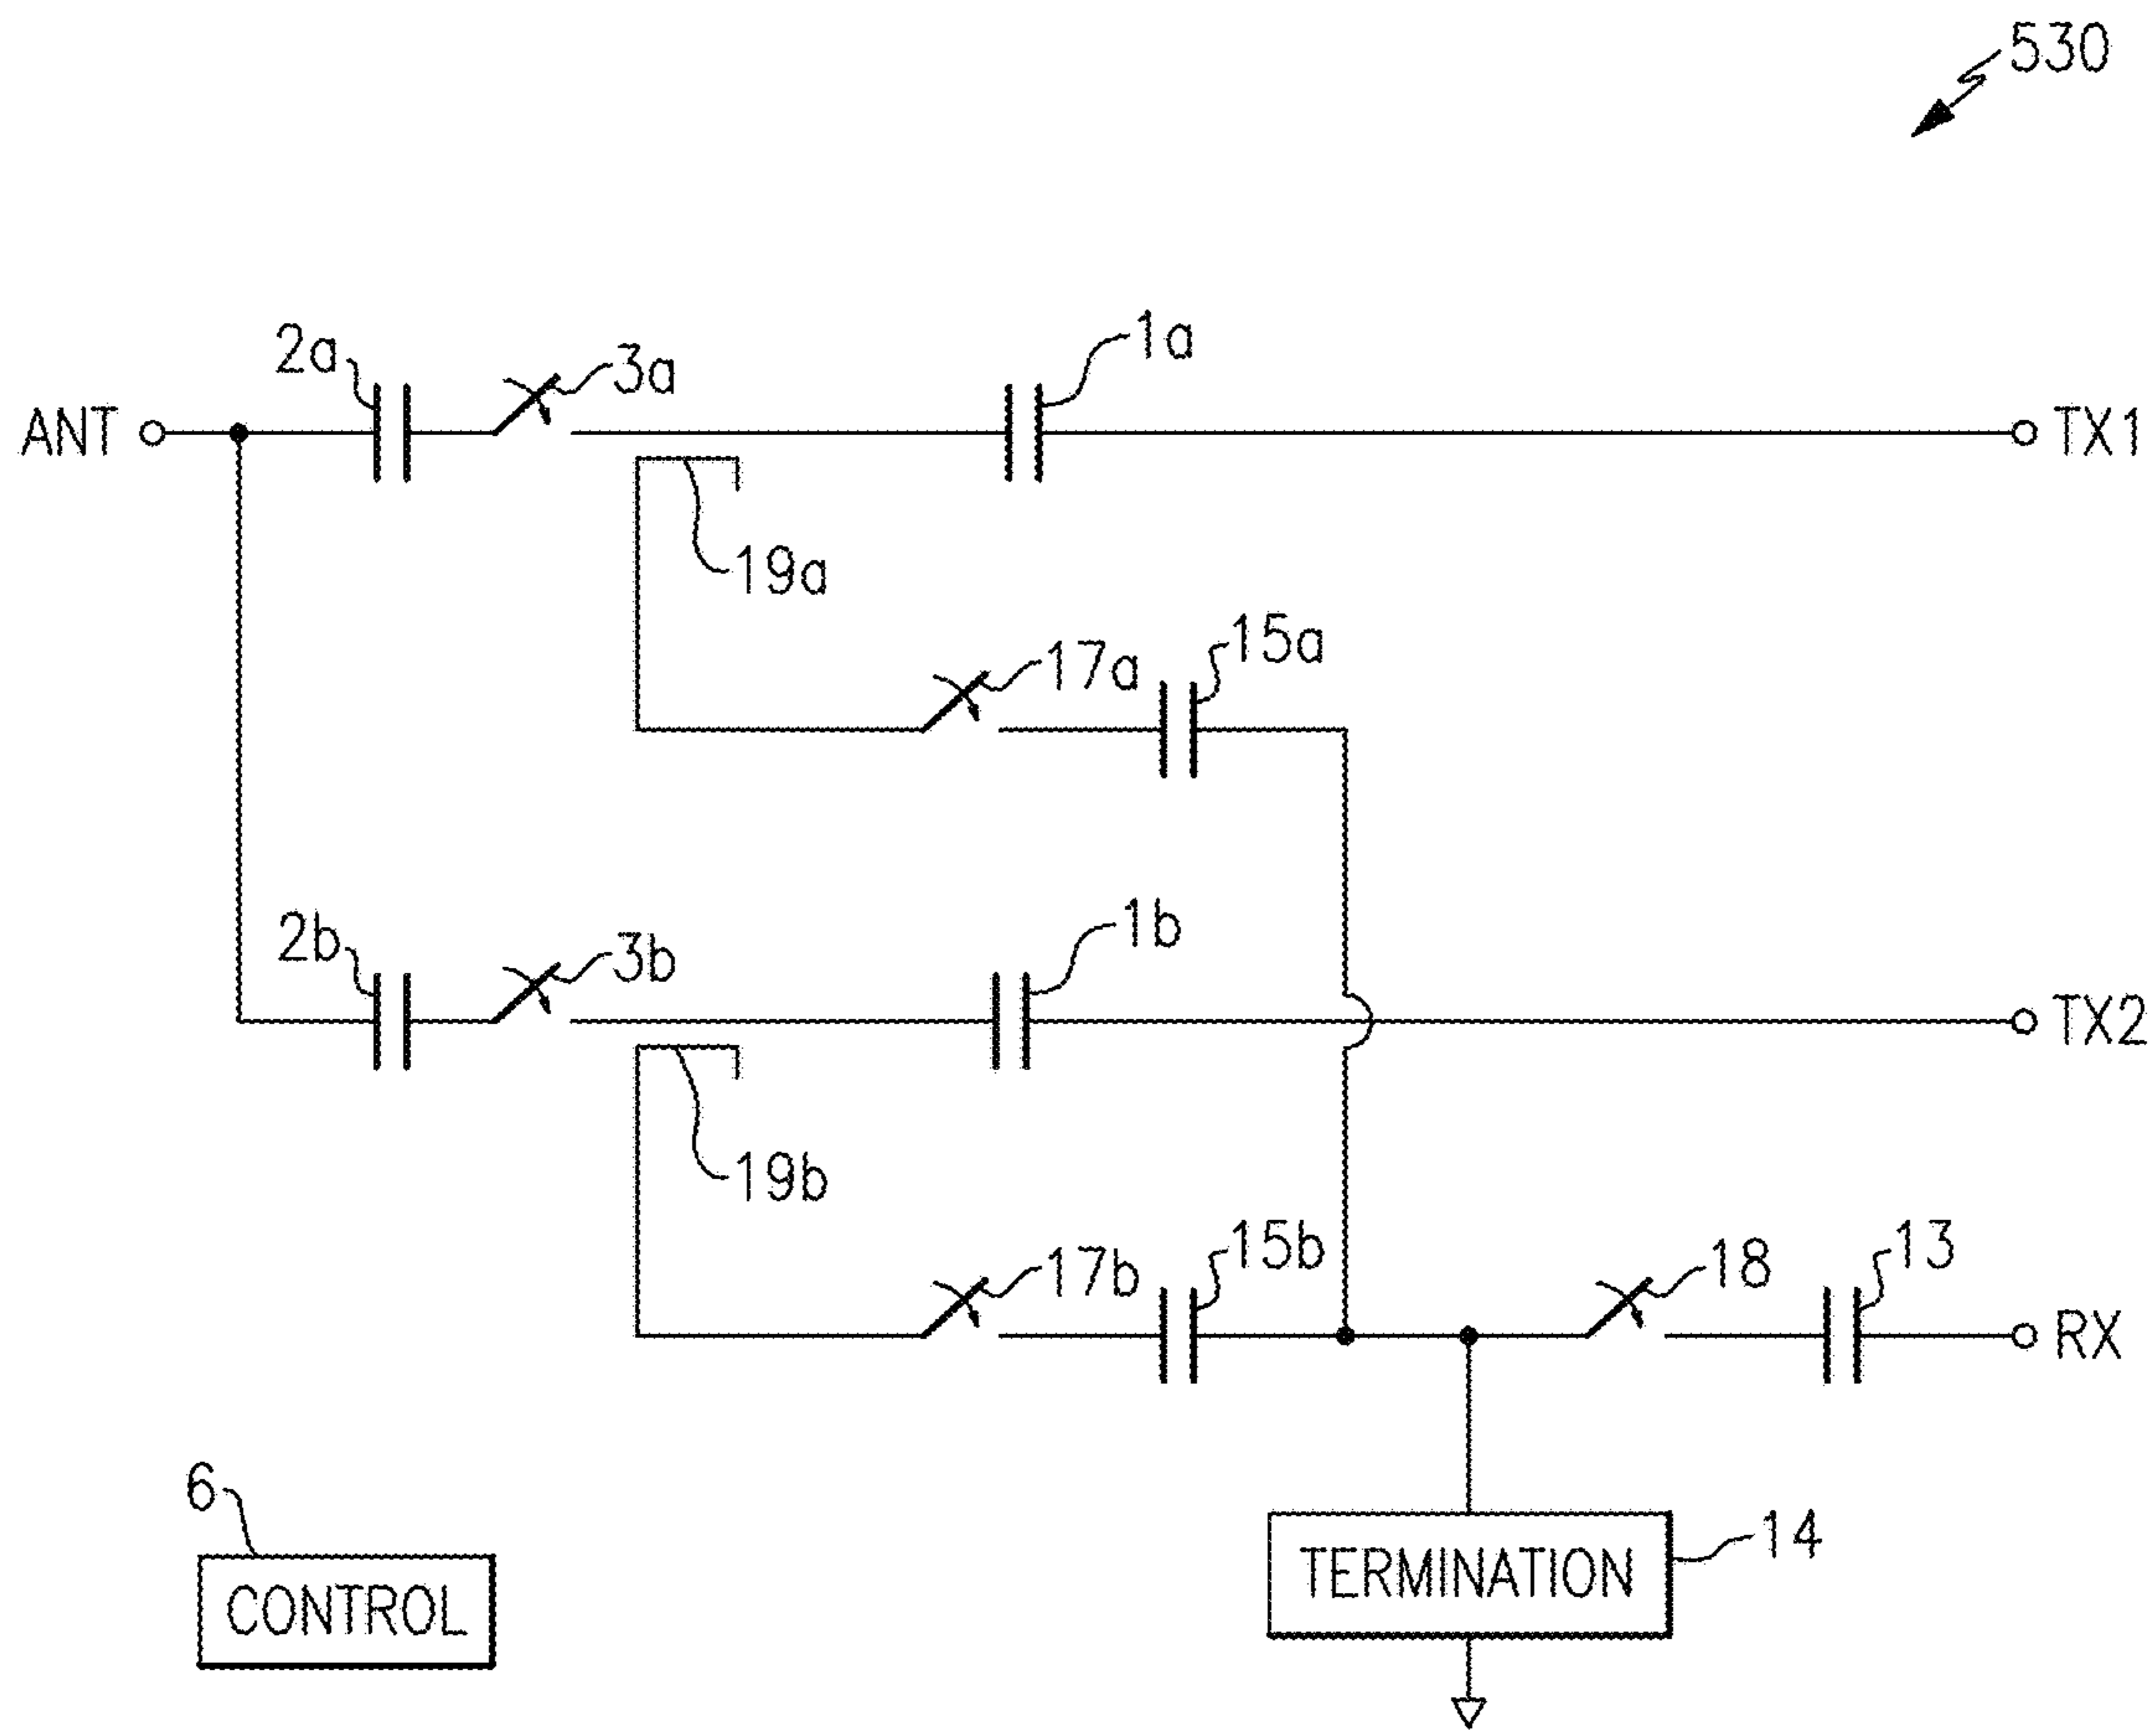 530
2a
3a
1a
ANT
TX1
19a
17a
15a
2b
3b
1b
TX2
19b
17b
15b
18
13
RX
6
CONTROL
TERMINATION
14